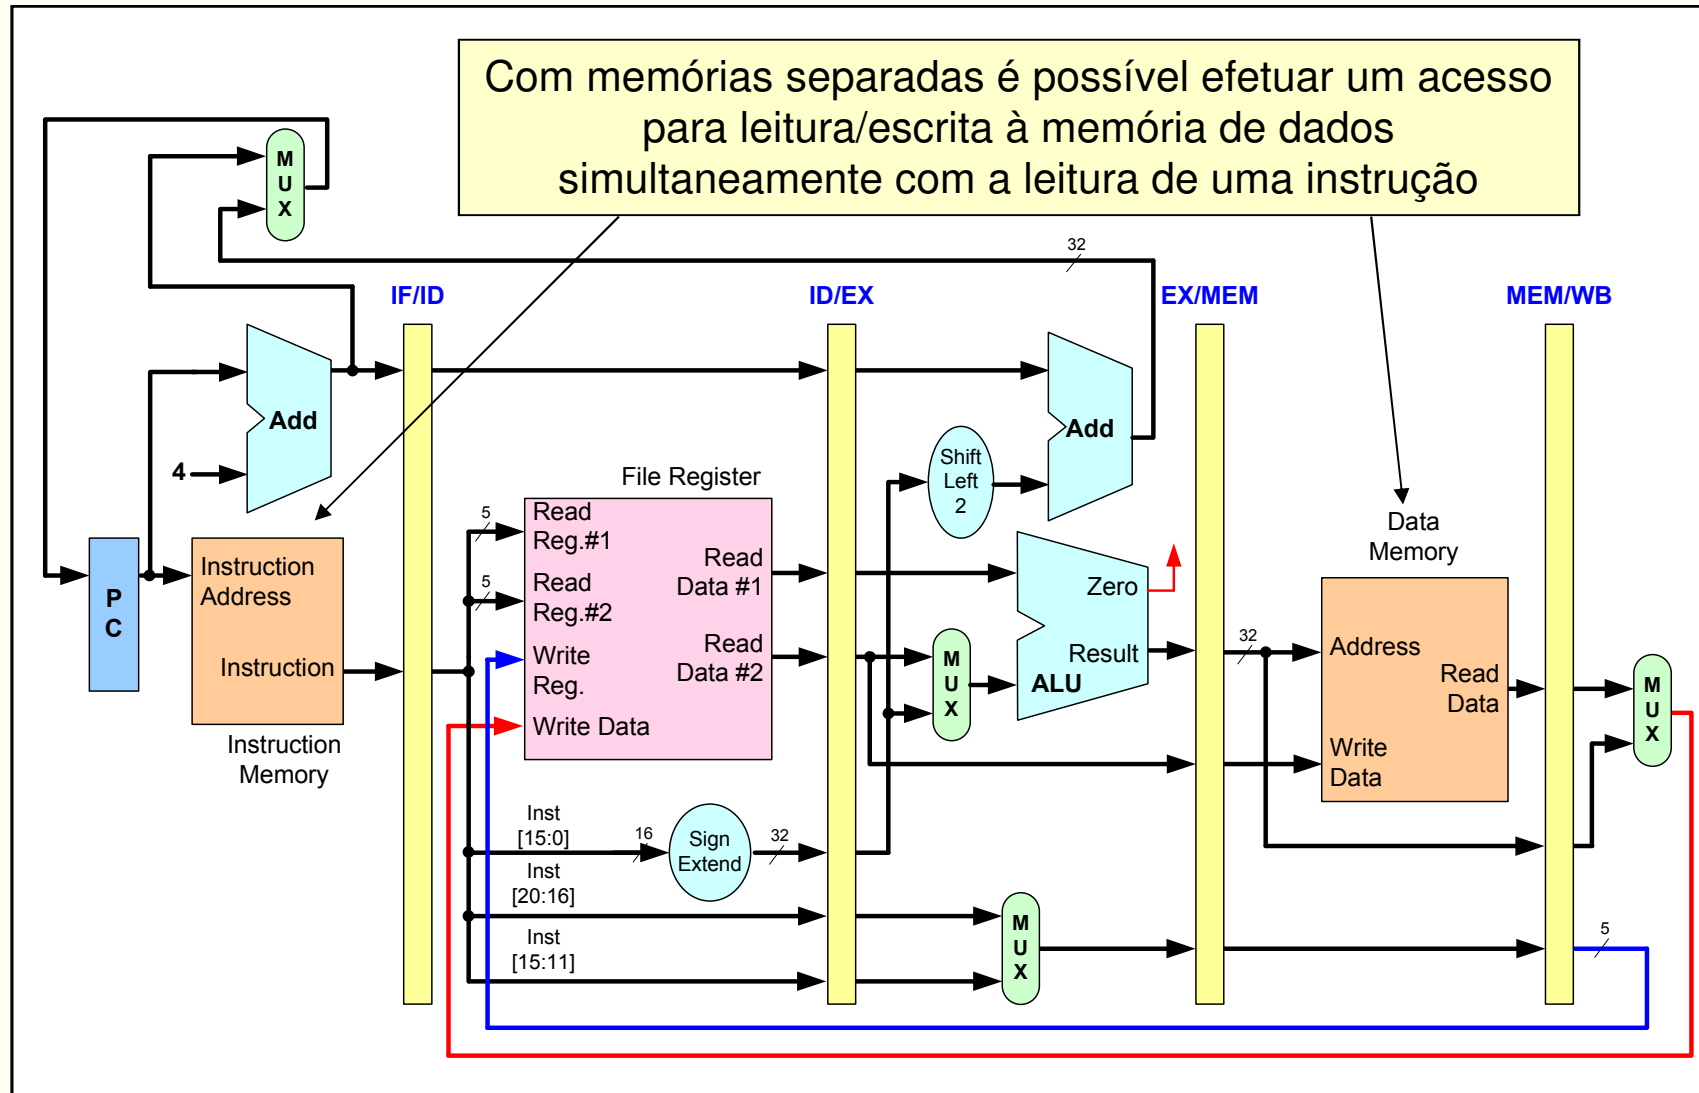 Com memórias separadas é possível efetuar um acesso
para leitura/escrita à memória de dados
simultaneamente com a leitura de uma instrução
M
U
X
32
IF/ID
ID/EX
EX/MEM
MEM/WB
Add
4
Add
Shift
Left
2
File Register
P
C
Instruction
Address
Instruction
Instruction
Memory
5
Read
Reg.#1
5
Read
Reg.#2
Write
Reg.
Write Data
Read
Data #1
Read
Data #2
M
U
X
Zero
Result
ALU
32
Data
Memory
Address
Read
Data
Write
Data
M
U
X
Inst
[15:0]
16
Sign
Extend
32
Inst
[20:16]
Inst
[15:11]
M
U
X
5